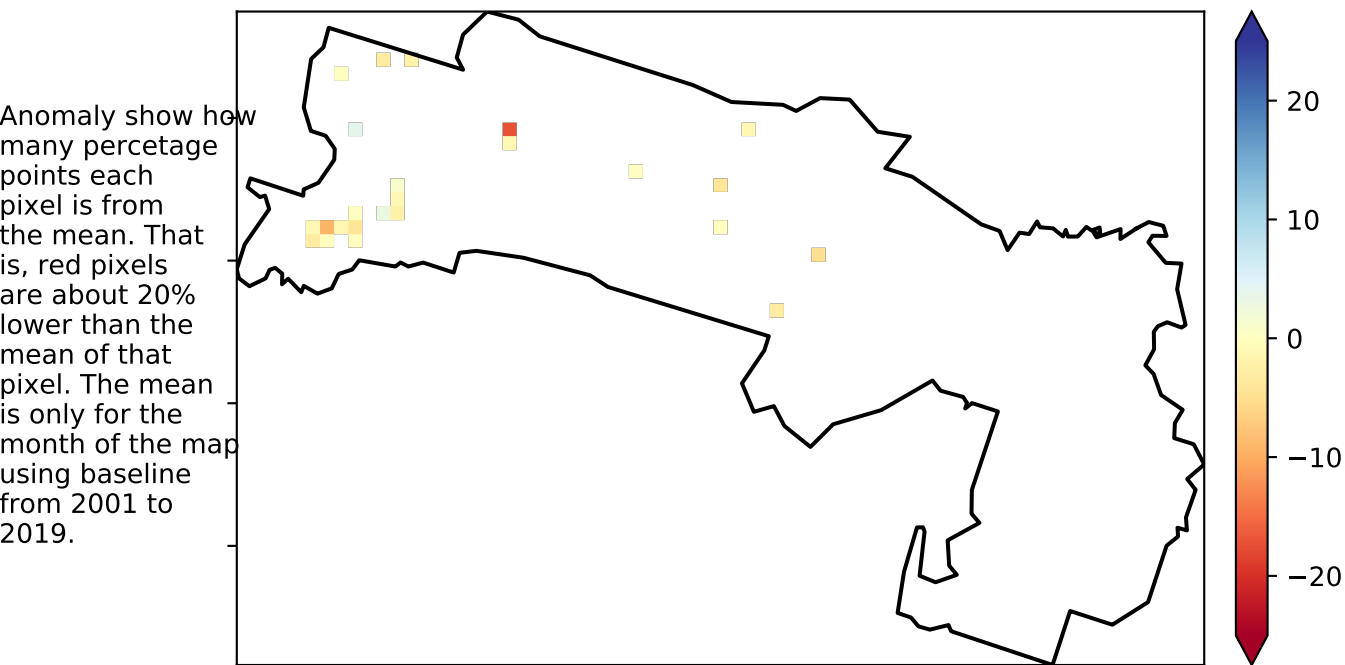 Anomaly show how
many percetage
points each
pixel is from
the mean. That
is, red pixels
are about 20%
lower than the
mean of that
pixel. The mean
is only for the
month of the map
using baseline
from 2001 to
2019.
20
10
0
−10
−20